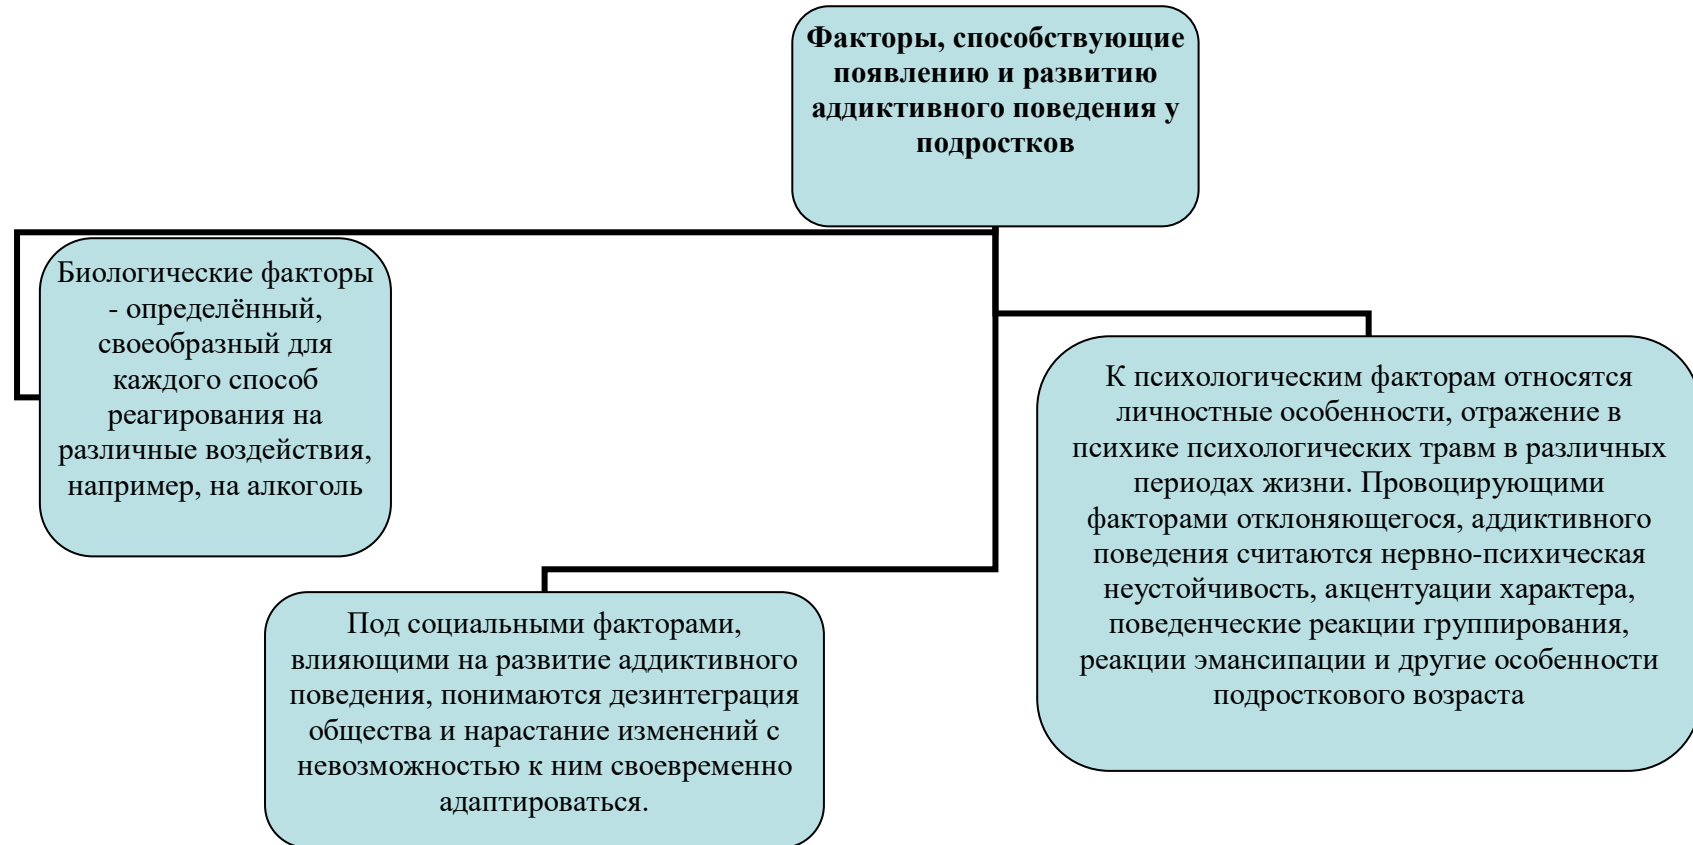 Факторы, способствующие
появлению и развитию
аддиктивного поведения у
подростков
Биологические факторы
- определённый,
своеобразный для
каждого способ
реагирования на
различные воздействия,
например, на алкоголь
Под социальными факторами,
влияющими на развитие аддиктивного
поведения, понимаются дезинтеграция
общества и нарастание изменений с
невозможностью к ним своевременно
адаптироваться.
К психологическим факторам относятся
личностные особенности, отражение в
психике психологических травм в различных
периодах жизни. Провоцирующими
факторами отклоняющегося, аддиктивного
поведения считаются нервно-психическая
неустойчивость, акцентуации характера,
поведенческие реакции группирования,
реакции эмансипации и другие особенности
подросткового возраста